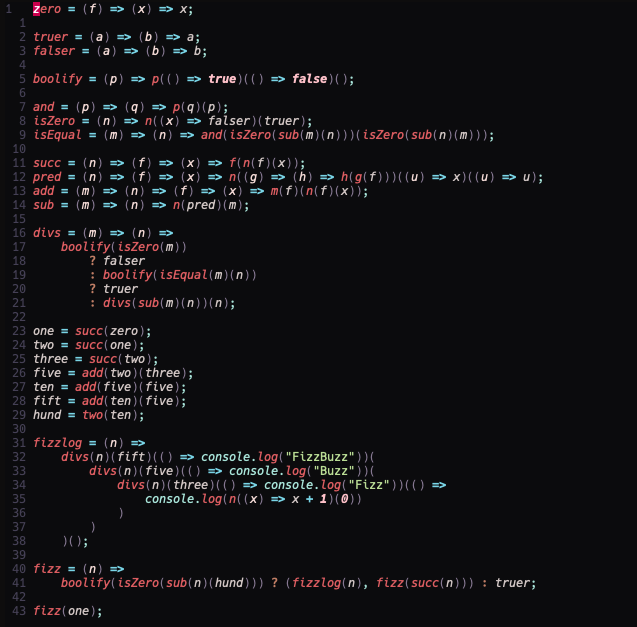 1 zero = (f) => (x) => x;
1
2 truer = (a) => (b) => a;
3 falser = (a) => (b) => b;
4
5 boolify = (p) => p(() => true)(() => false)();
6
7 and = (p) => (q) => p(q)(p);
8 isZero = (n) => n((x) => falser)(truer);
9 isEqual = (m) => (n) => and(isZero(sub(m)(n)))(isZero(sub(n)(m)));
10
11 succ = (n) => (f) => (x) => f(n(f)(x));
12 pred = (n) => (f) => (x) => n((g) => (h) => h(g(f)))((u) => x)((u) => u);
13 add = (m) => (n) => (f) => (x) => m(f)(n(f)(x));
14 sub = (m) => (n) => n(pred)(m);
15
16 divs = (m) => (n) =>
17     boolify(isZero(m))
18         ? falser
19         : boolify(isEqual(m)(n))
20         ? truer
21         : divs(sub(m)(n))(n);
22
23 one = succ(zero);
24 two = succ(one);
25 three = succ(two);
26 five = add(two)(three);
27 ten = add(five)(five);
28 fift = add(ten)(five);
29 hund = two(ten);
30
31 fizzlog = (n) =>
32     divs(n)(fift)(() => console.log("FizzBuzz"))(
33         divs(n)(five)(() => console.log("Buzz"))(
34             divs(n)(three)(() => console.log("Fizz"))(() =>
35                 console.log(n((x) => x + 1)(0))
36             )
37         )
38     )();
39
40 fizz = (n) =>
41     boolify(isZero(sub(n)(hund))) ? (fizzlog(n), fizz(succ(n))) : truer;
42
43 fizz(one);